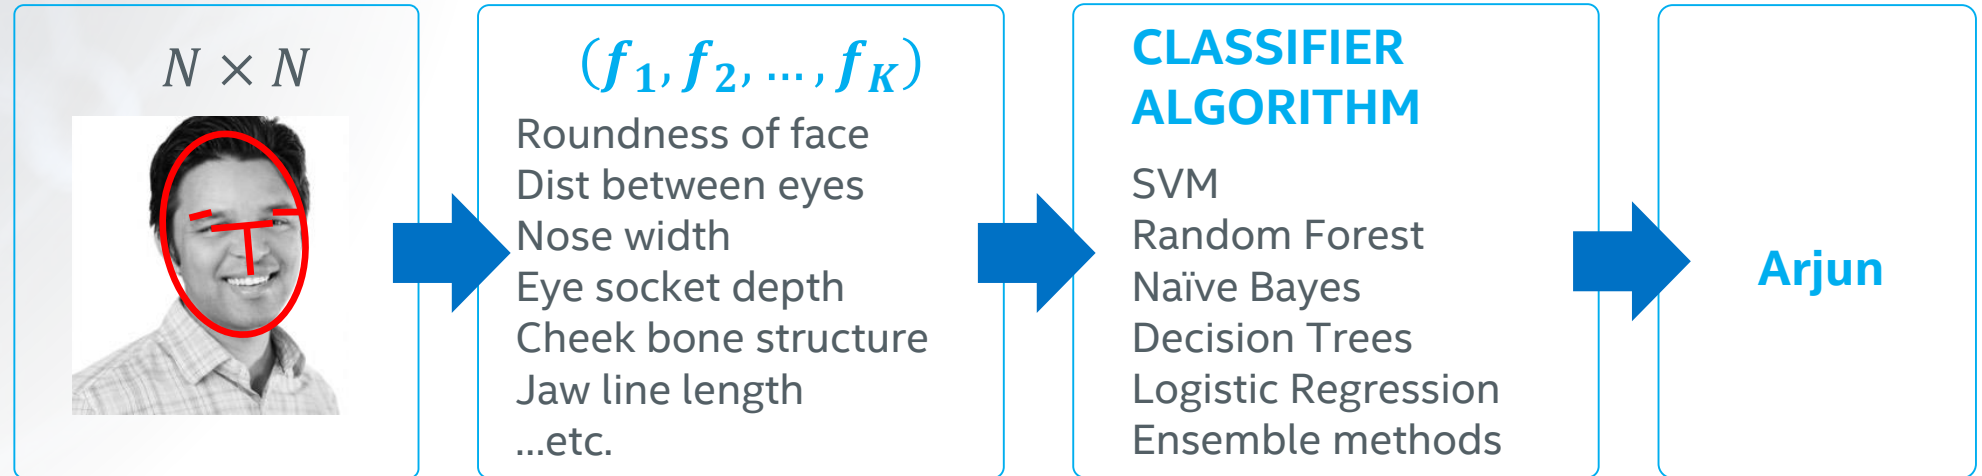 N × N
(f₁, f₂, …, f_K)
Roundness of face
Dist between eyes
Nose width
Eye socket depth
Cheek bone structure
Jaw line length
...etc.
CLASSIFIER
ALGORITHM
SVM
Random Forest
Naïve Bayes
Decision Trees
Logistic Regression
Ensemble methods
Arjun